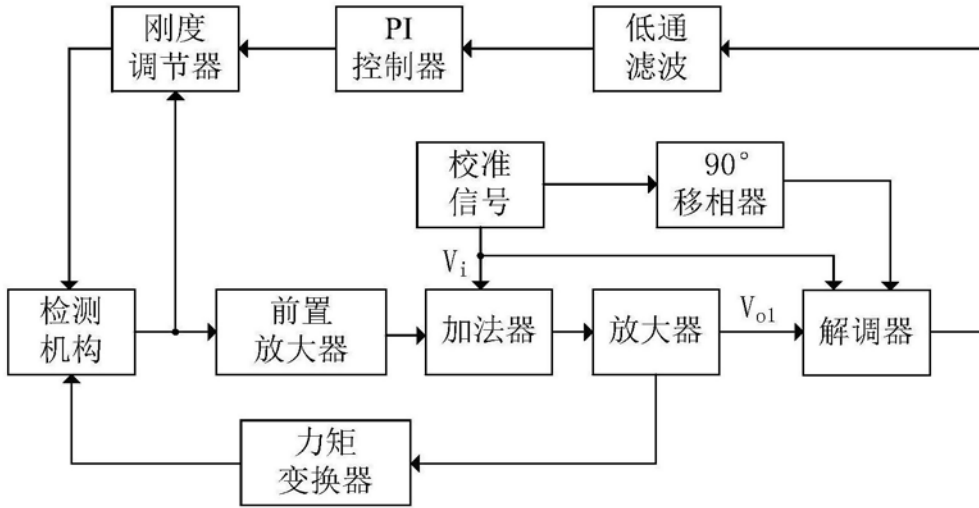 刚度
调节器
PI
控制器
低通
滤波
校准
信号
90°
移相器
V_i
检测
机构
前置
放大器
加法器
放大器
V_o1
解调器
力矩
变换器